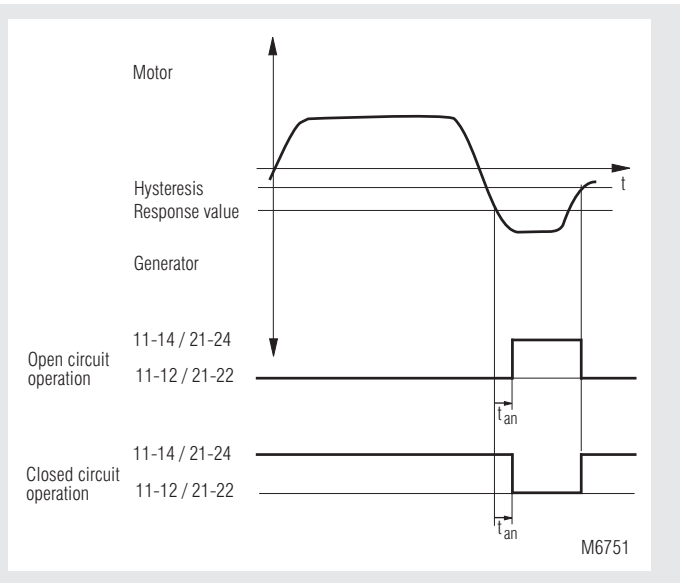 Motor
t
Hysteresis
Response value
Generator
Open circuit
operation
11-14 / 21-24
11-12 / 21-22
tan
Closed circuit
operation
11-14 / 21-24
11-12 / 21-22
tan
M6751